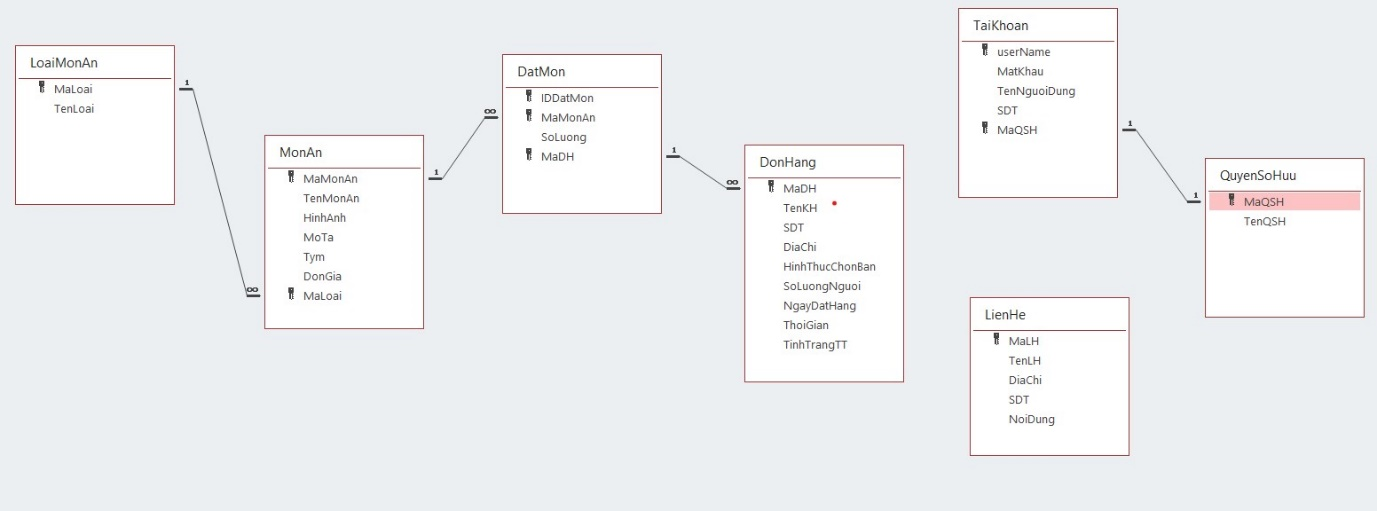 LoaiMonAn
MaLoai
TenLoai
1
∞
MonAn
MaMonAn
TenMonAn
HinhAnh
MoTa
Tym
DonGia
MaLoai
1
∞
DatMon
IDDatMon
MaMonAn
SoLuong
MaDH
1
∞
DonHang
MaDH
TenKH
SDT
DiaChi
HinhThucChonBan
SoLuongNguoi
NgayDatHang
ThoiGian
TinhTrangTT
TaiKhoan
userName
MatKhau
TenNguoiDung
SDT
MaQSH
1
1
QuyenSoHuu
MaQSH
TenQSH
LienHe
MaLH
TenLH
DiaChi
SDT
NoiDung